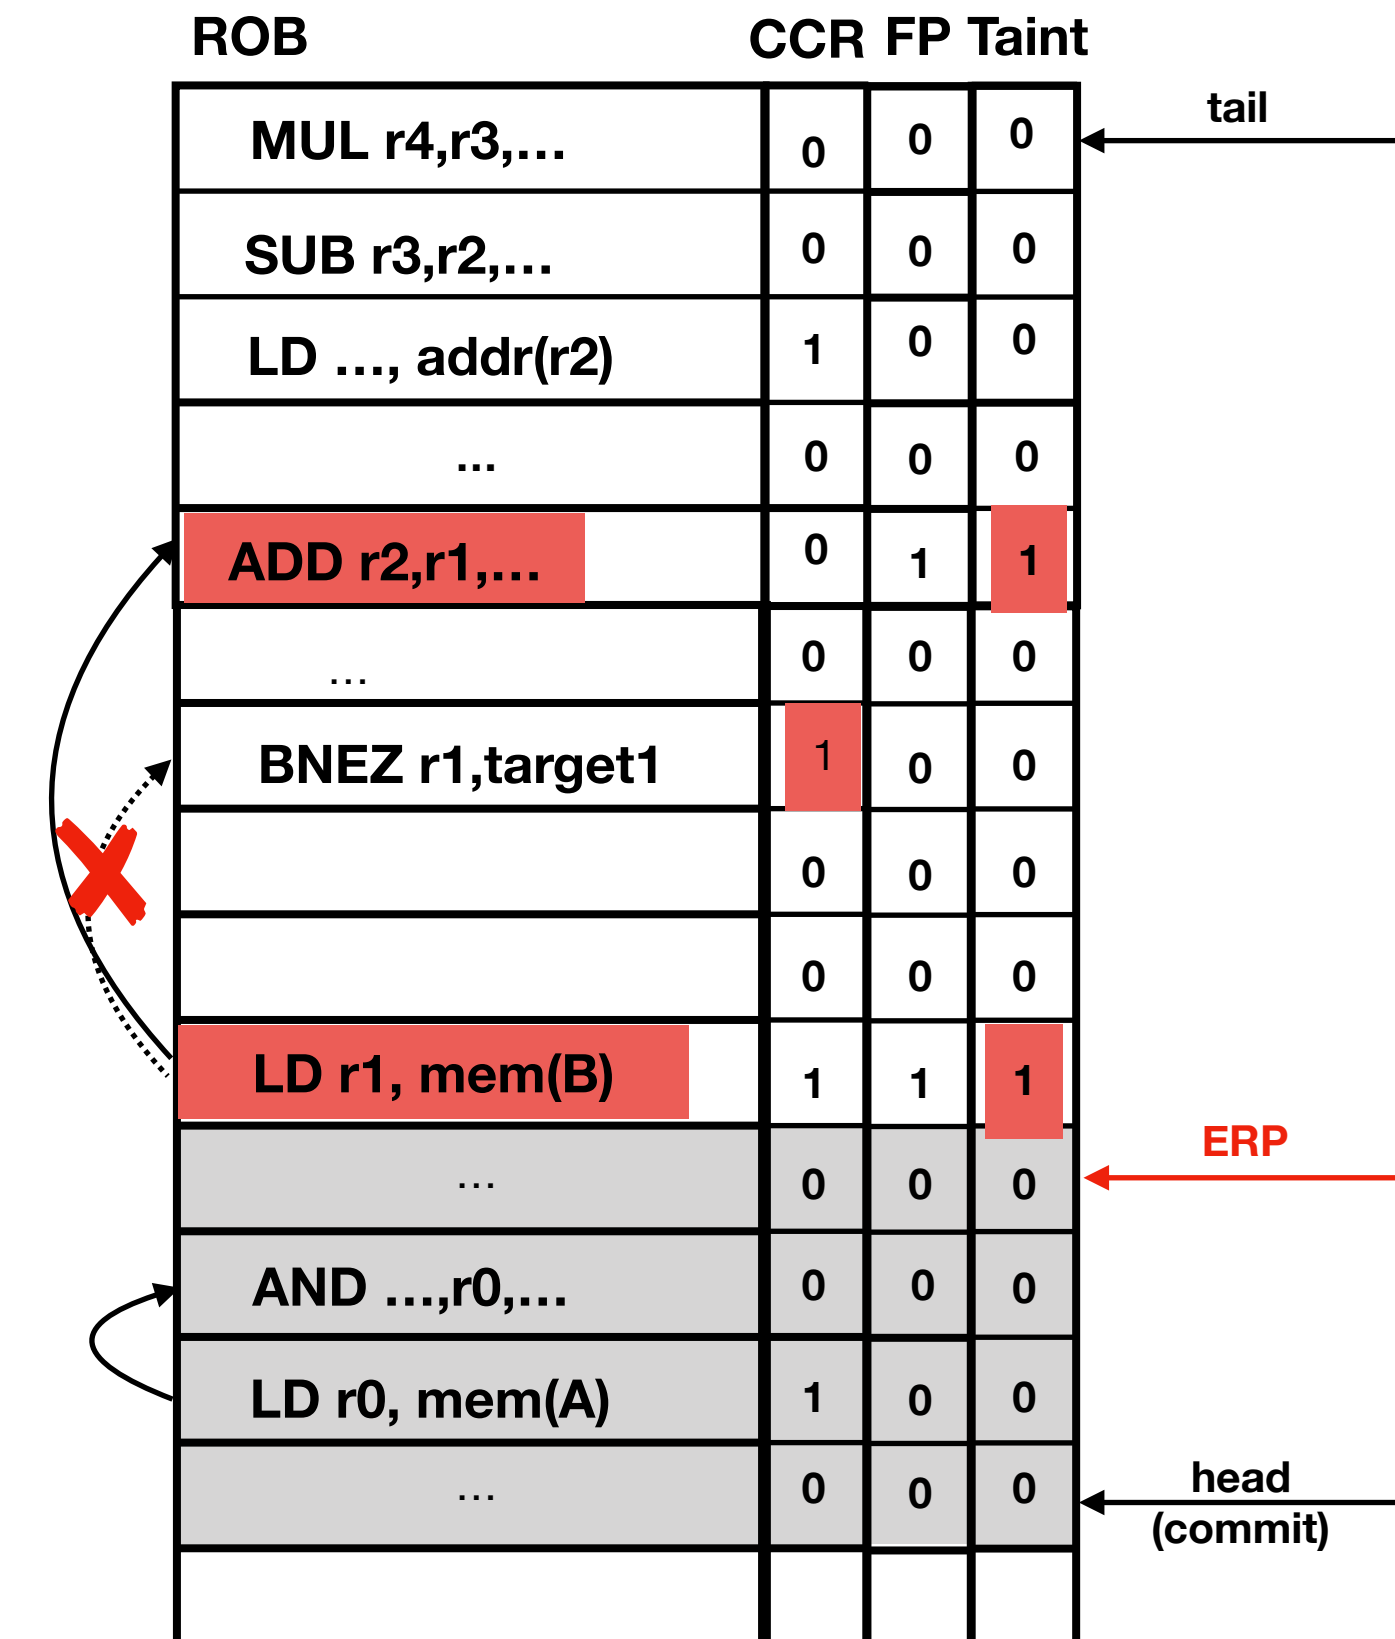 ROB CCR FP Taint
MUL r4,r3,… 0 0 0 tail
SUB r3,r2,… 0 0 0
LD …, addr(r2) 1 0 0
... 0 0 0
ADD r2,r1,… 0 1 1
… 0 0 0
BNEZ r1,target1 1 0 0
0 0 0
0 0 0
LD r1, mem(B) 1 1 1
… 0 0 0 ERP
AND …,r0,… 0 0 0
LD r0, mem(A) 1 0 0
… 0 0 0 head
(commit)